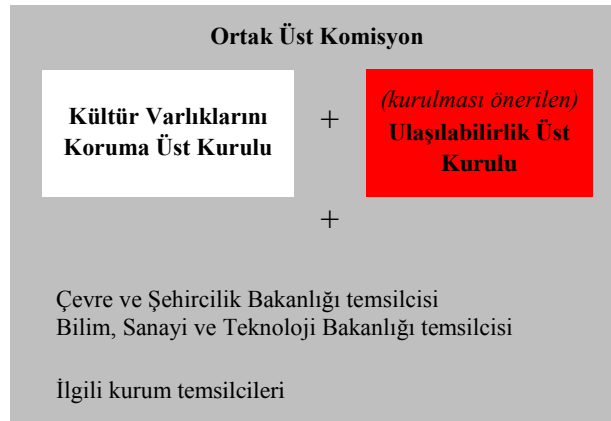 Ortak Üst Komisyon
Kültür Varlıklarını
Koruma Üst Kurulu
+
(kurulması önerilen)
Ulaşılabilirlik Üst
Kurulu
+
Çevre ve Şehircilik Bakanlığı temsilcisi
Bilim, Sanayi ve Teknoloji Bakanlığı temsilcisi
İlgili kurum temsilcileri